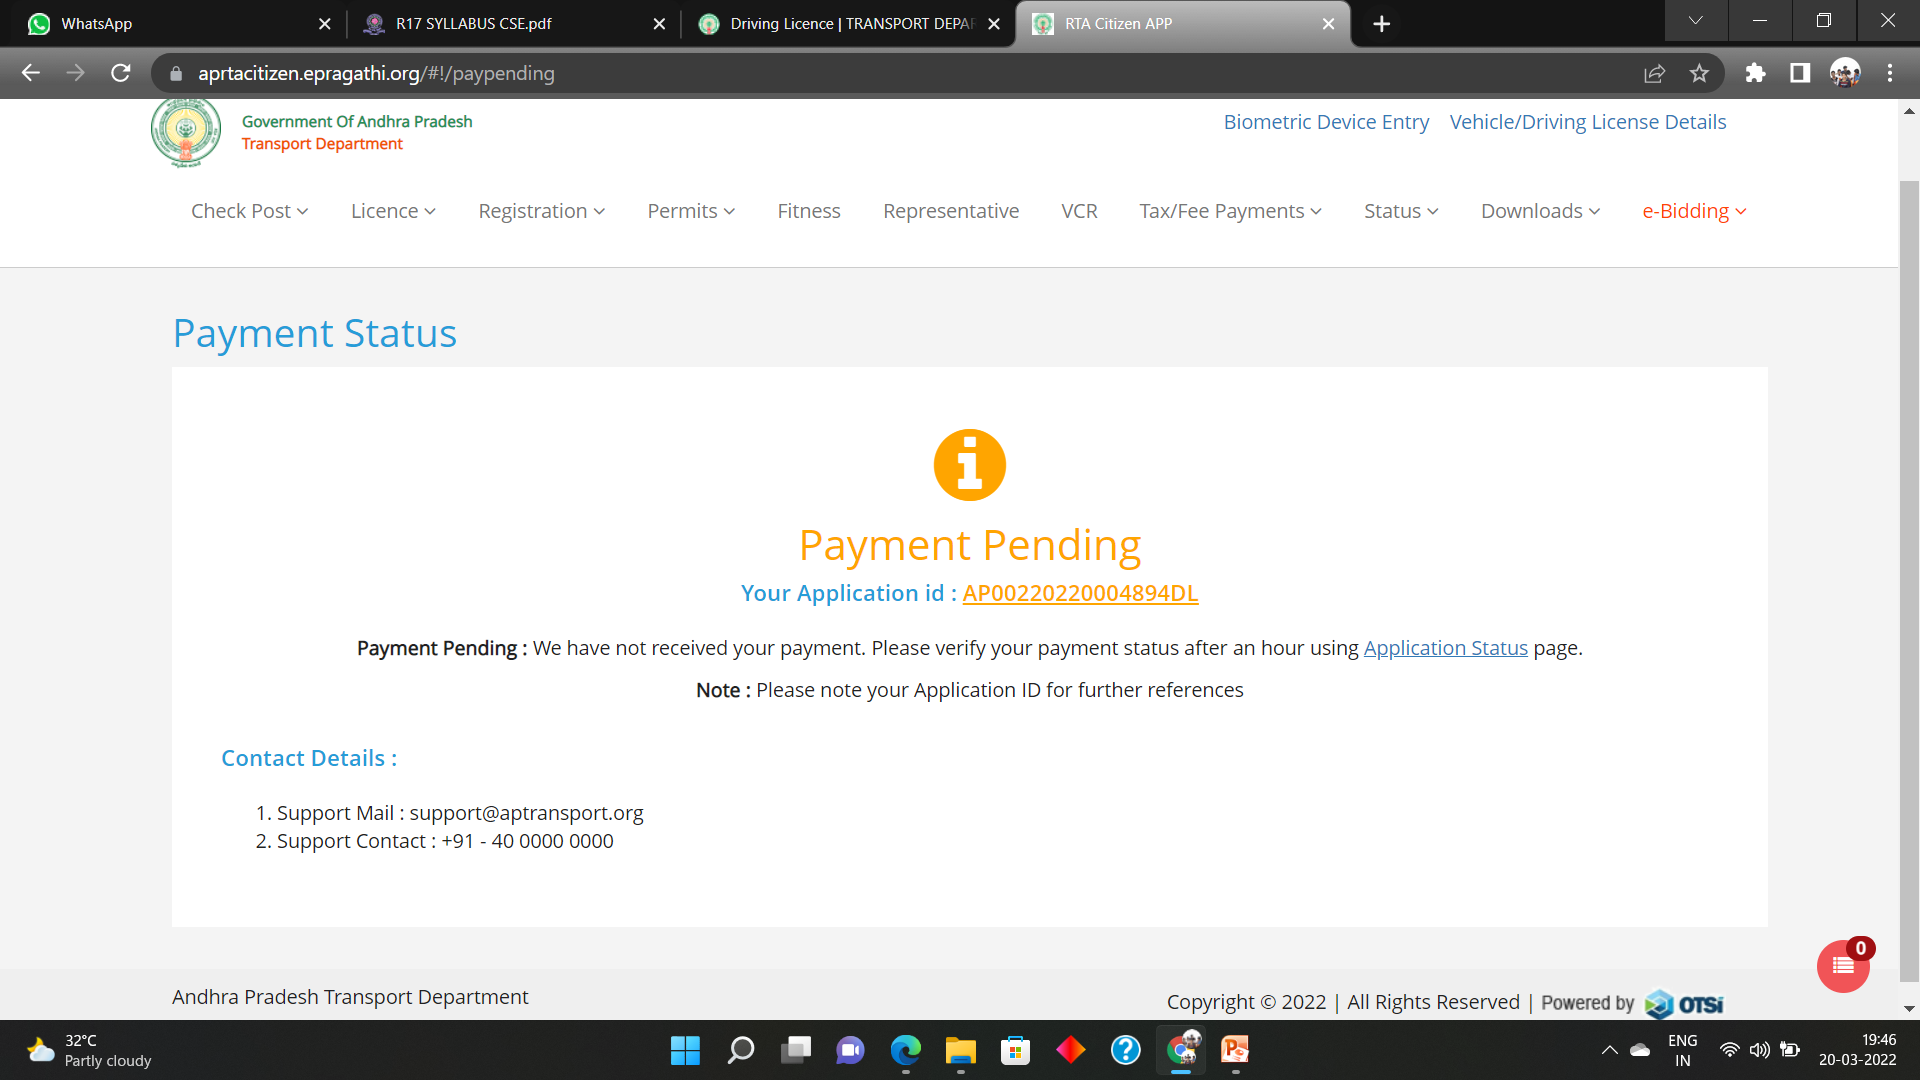 WhatsApp
R17 SYLLABUS CSE.pdf
Driving Licence | TRANSPORT DEPAR
RTA Citizen APP
aprtacitizen.epragathi.org/#!/paypending
Government Of Andhra Pradesh
Transport Department
Biometric Device Entry Vehicle/Driving License Details
Check Post Licence Registration Permits Fitness Representative VCR Tax/Fee Payments Status Downloads e-Bidding
Payment Status
Payment Pending
Your Application id : AP00220220004894DL
Payment Pending : We have not received your payment. Please verify your payment status after an hour using Application Status page.
Note : Please note your Application ID for further references
Contact Details :
1. Support Mail : support@aptransport.org
2. Support Contact : +91 - 40 0000 0000
0
Andhra Pradesh Transport Department
Copyright © 2022 | All Rights Reserved | Powered by OTSi
32°C
Partly cloudy
ENG
IN
19:46
20-03-2022